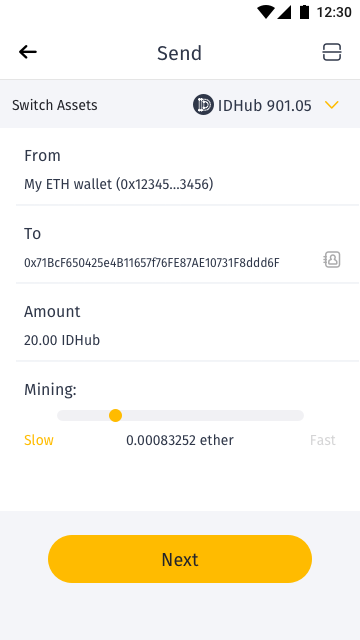 12:30
Send
Switch Assets IDHub 901.05
From
My ETH wallet (0x12345...3456)
To
0x71BcF650425e4B11657f76FE87AE10731F8ddd6F
Amount
20.00 IDHub
Mining:
Slow 0.00083252 ether Fast
Next